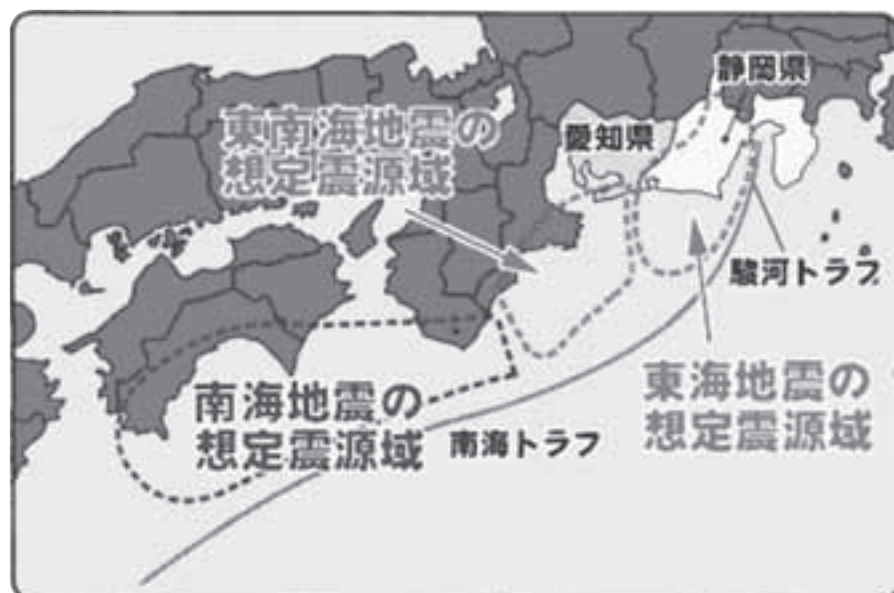 静岡県
愛知県
東南海地震の
想定震源域
駿河トラフ
東海地震の
想定震源域
南海地震の
想定震源域
南海トラフ